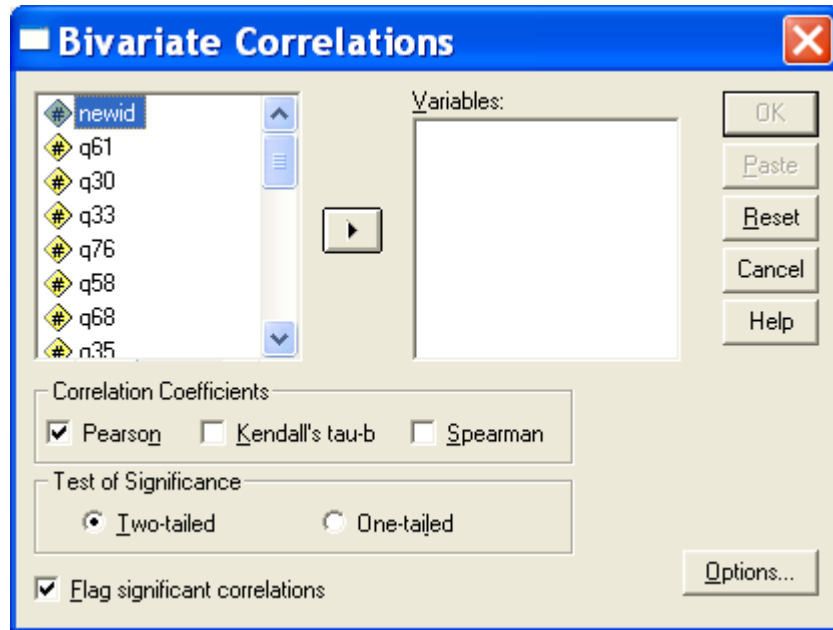 Bivariate Correlations
newid
q61
q30
q33
q76
q58
q68
q35
Variables:
OK
Paste
Reset
Cancel
Help
Correlation Coefficients
Pearson Kendall's tau-b Spearman
Test of Significance
Two-tailed One-tailed
Flag significant correlations
Options...